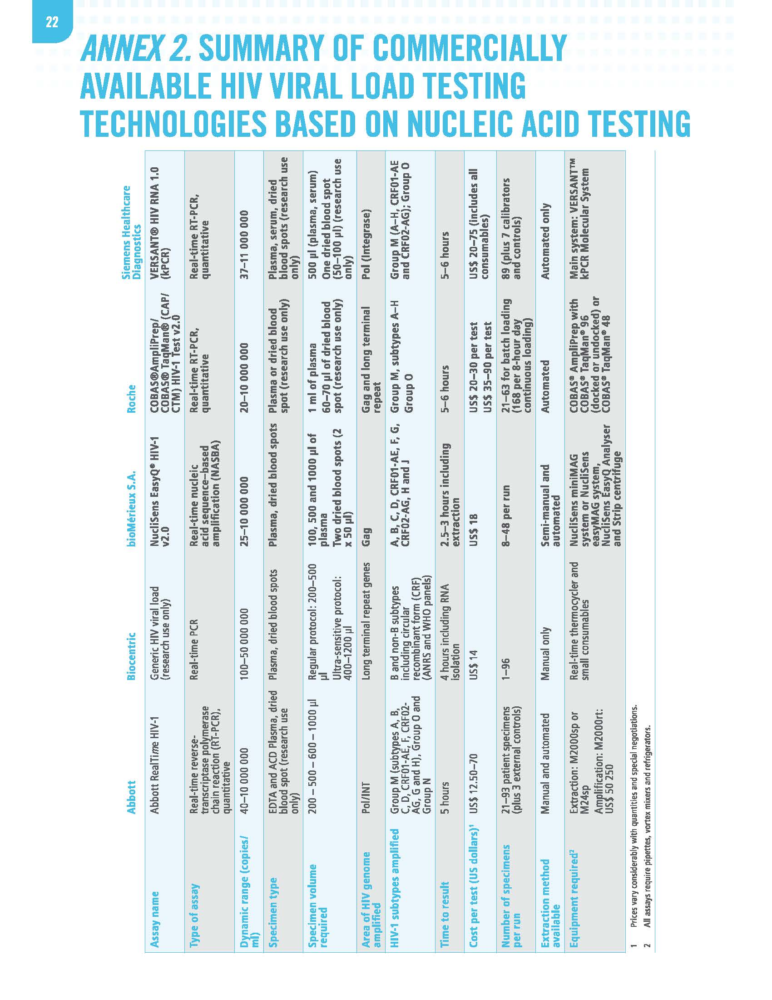 22
ANNEX 2. SUMMARY OF COMMERCIALLY
AVAILABLE HIV VIRAL LOAD TESTING
TECHNOLOGIES BASED ON NUCLEIC ACID TESTING
Abbott
Biocentric
bioMérieux S.A.
Roche
Siemens Healthcare
Diagnostics
Assay name
Abbott RealTime HIV-1
Generic HIV viral load
(research use only)
NucliSens EasyQ® HIV-1
v2.0
COBAS®AmpliPrep/
COBAS® TaqMan® (CAP/
CTM) HIV-1 Test v2.0
VERSANT® HIV RNA 1.0
(kPCR)
Type of assay
Real-time reverse-
transcriptase polymerase
chain reaction (RT-PCR),
quantitative
Real-time PCR
Real-time nucleic
acid sequence–based
amplification (NASBA)
Real-time RT-PCR,
quantitative
Real-time RT-PCR,
quantitative
Dynamic range (copies/
ml)
40–10 000 000
100–50 000 000
25–10 000 000
20–10 000 000
37–11 000 000
Specimen type
EDTA and ACD Plasma, dried
blood spot (research use
only)
Plasma, dried blood spots
Plasma, dried blood spots
Plasma or dried blood
spot (research use only)
Plasma, serum, dried
blood spots (research use
only)
Specimen volume
required
200 – 500 – 600 – 1000 µl
Regular protocol: 200–500
µl
Ultra-sensitive protocol:
400–1200 µl
100, 500 and 1000 µl of
plasma
Two dried blood spots (2
x 50 µl)
1 ml of plasma
60–70 µl of dried blood
spot (research use only)
500 µl (plasma, serum)
One dried blood spot
(50–100 µl) (research use
only)
Area of HIV genome
amplified
Pol/INT
Long terminal repeat genes
Gag
Gag and long terminal
repeat
Pol (Integrase)
HIV-1 subtypes amplified
Group M (subtypes A, B,
C, D, CRF01-AE, F, CRF02-
AG, G and H), Group O and
Group N
B and non-B subtypes
including circular
recombinant form (CRF)
(ANRS and WHO panels)
A, B, C, D, CRF01-AE, F, G,
CRF02-AG, H and J
Group M, subtypes A–H
Group O
Group M (A–H, CRF01-AE
and CRF02-AG); Group O
Time to result
5 hours
4 hours including RNA
isolation
2.5–3 hours including
extraction
5–6 hours
5–6 hours
Cost per test (US dollars)¹
US$ 12.50–70
US$ 14
US$ 18
US$ 20–30 per test
US$ 35–90 per test
US$ 20–75 (includes all
consumables)
Number of specimens
per run
21–93 patient specimens
(plus 3 external controls)
1–96
8–48 per run
21–63 for batch loading
(168 per 8-hour day
continuous loading)
89 (plus 7 calibrators
and controls)
Extraction method
available
Manual and automated
Manual only
Semi-manual and
automated
Automated
Automated only
Equipment required²
Extraction: M2000sp or
M24sp
Amplification: M2000rt:
US$ 50 250
Real-time thermocycler and
small consumables
NucliSens miniMAG
system or NucliSens
easyMAG system,
NucliSens EasyQ Analyser
and Strip centrifuge
COBAS® AmpliPrep with
COBAS® TaqMan® 96
(docked or undocked) or
COBAS® TaqMan® 48
Main system: VERSANT™
kPCR Molecular System
1 Prices vary considerably with quantities and special negotiations.
2 All assays require pipettes, vortex mixers and refrigerators.